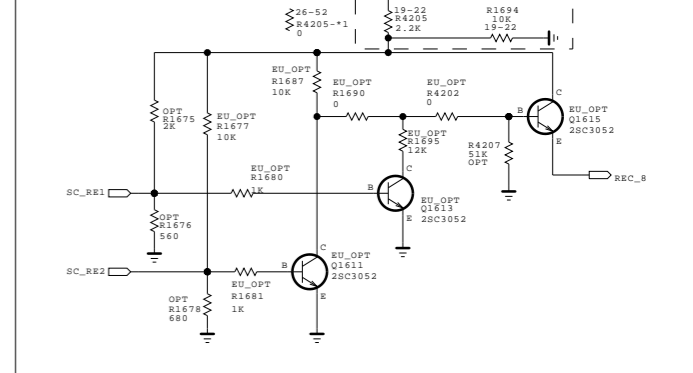 26-52
R4205-*1
0
19-22
R4205
2.2K
R1694
10K
19-22
EU_OPT
R1687
10K
EU_OPT
R1690
0
EU_OPT
R4202
0
C
B
E
EU_OPT
Q1615
2SC3052
OPT
R1675
2K
EU_OPT
R1677
10K
EU_OPT
R1695
12K
R4207
51K
OPT
REC_8
EU_OPT
R1680
1K
SC_RE1
C
B
E
EU_OPT
Q1613
2SC3052
OPT
R1676
560
C
B
E
EU_OPT
Q1611
2SC3052
SC_RE2
EU_OPT
R1681
1K
OPT
R1678
680